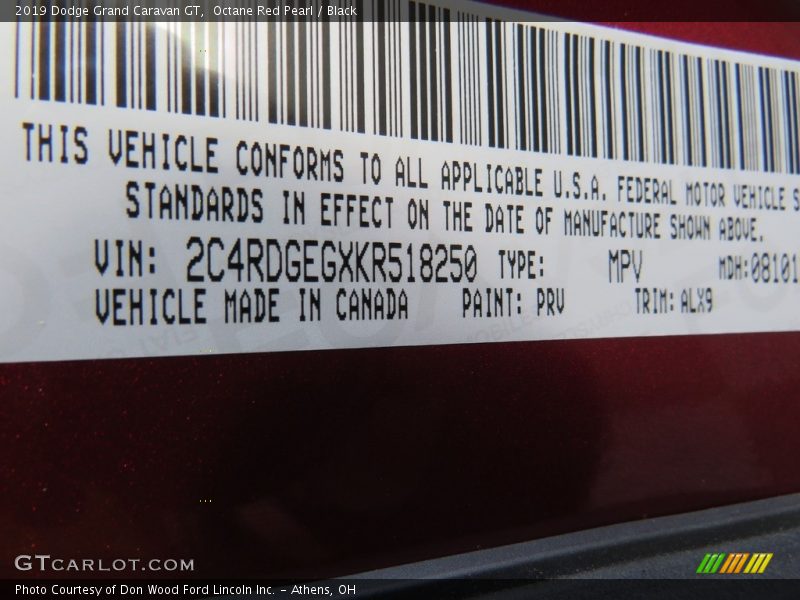 2019 Dodge Grand Caravan GT,  Octane Red Pearl / Black
THIS VEHICLE CONFORMS TO ALL APPLICABLE U.S.A. FEDERAL MOTOR VEHICLE S
STANDARDS IN EFFECT ON THE DATE OF MANUFACTURE SHOWN ABOVE.
VIN: 2C4RDGEGXKR518250 TYPE: MPV MDH:08101
VEHICLE MADE IN CANADA PAINT: PRV TRIM: ALX9
GTCARLOT.COM
Photo Courtesy of Don Wood Ford Lincoln Inc. – Athens, OH